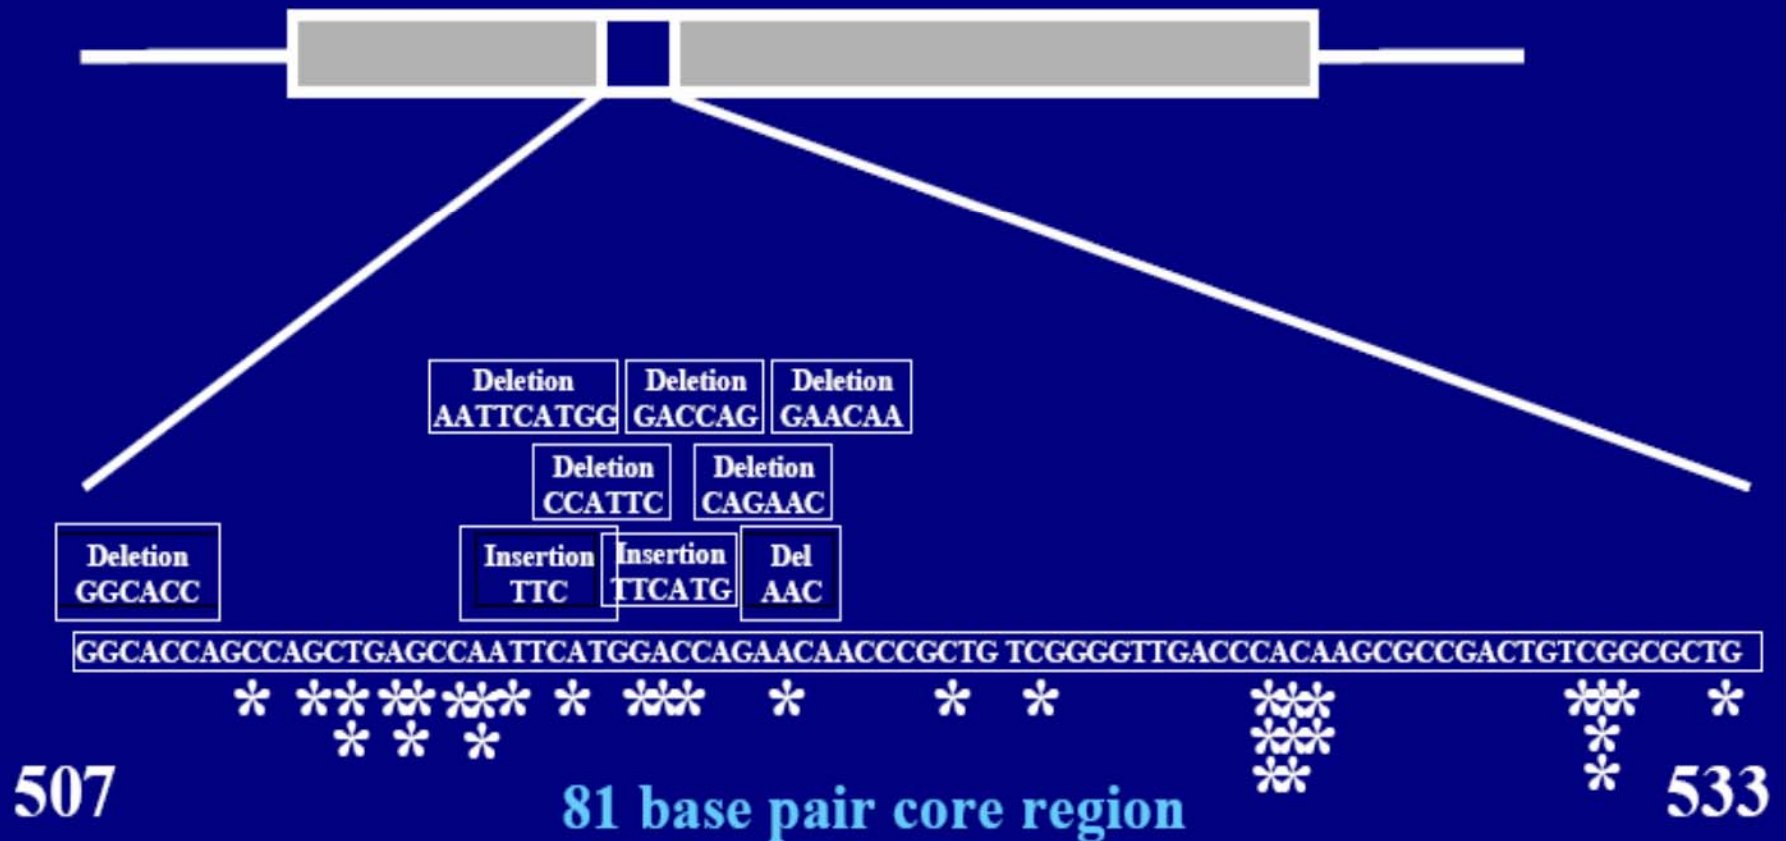 Deletion
AATTCATGG
Deletion
GACCAG
Deletion
GAACAA
Deletion
CCATTC
Deletion
CAGAAC
Deletion
GGCACC
Insertion
TTC
Insertion
TTCATG
Del
AAC
GGCACCAGCCAGCTGAGCCAATTCATGGACCAGAACAACCCGCTG TCGGGGTTGACCCACAAGCGCCGACTGTCGGCGCTG
* * * ** *** * *** * * * *** *** *
* * * *** *
** *
507
81 base pair core region
533